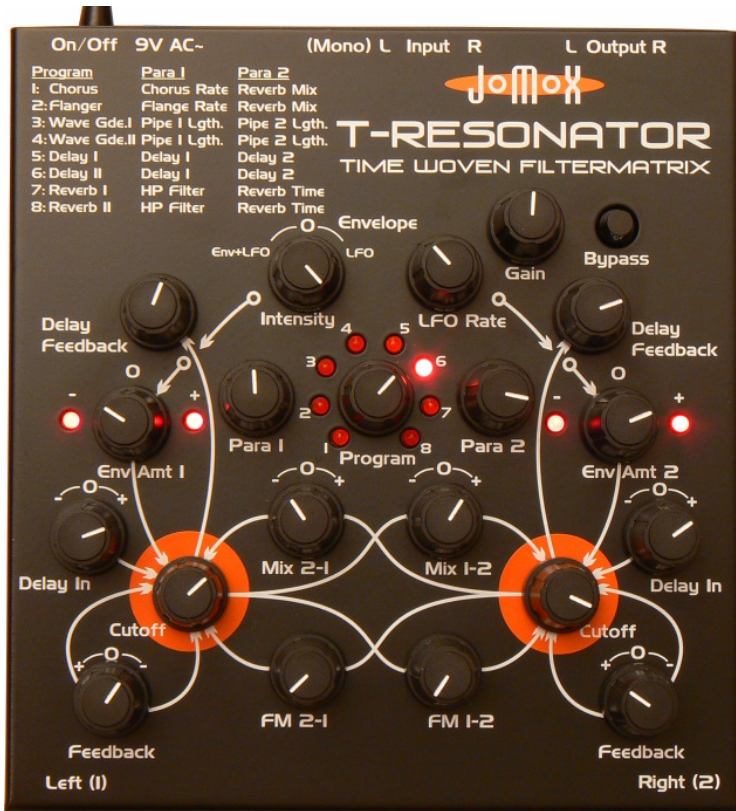 On/Off 9V AC~ (Mono) L Input R L Output R
Program Para 1 Para 2
1: Chorus Chorus Rate Reverb Mix
2: Flanger Flange Rate Reverb Mix
3: Wave Gde.I Pipe 1 Lgth. Pipe 2 Lgth.
4: Wave Gde.II Pipe 1 Lgth. Pipe 2 Lgth.
5: Delay I Delay 1 Delay 2
6: Delay II Delay 1 Delay 2
7: Reverb I HP Filter Reverb Time
8: Reverb II HP Filter Reverb Time
JoMoX
T-RESONATOR
TIME WOVEN FILTERMATRIX
O Envelope
Env+LFO LFO
Gain Bypass
Intensity LFO Rate
Delay
Feedback
Delay
Feedback
4 5
3 6
2 7
1 8
O O
- + - +
Para 1 Program Para 2
Env Amt 1 Env Amt 2
- O + - O + - O + - O +
Delay In Mix 2-1 Mix 1-2 Delay In
Cutoff Cutoff
+ O - + O -
FM 2-1 FM 1-2
Feedback Feedback
Left (1) Right (2)